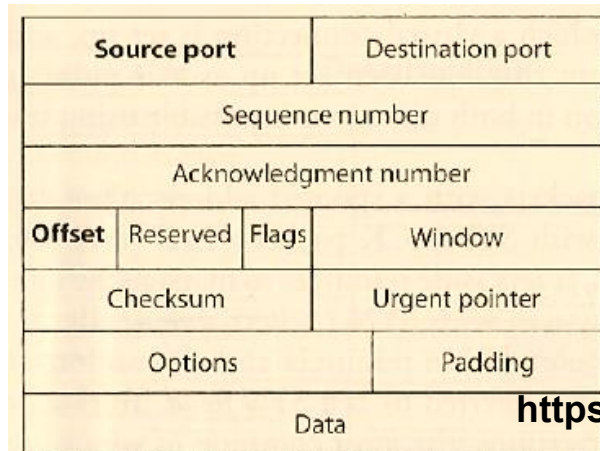 Source port Destination port
Sequence number
Acknowledgment number
Offset Reserved Flags Window
Checksum Urgent pointer
Options Padding
Data https